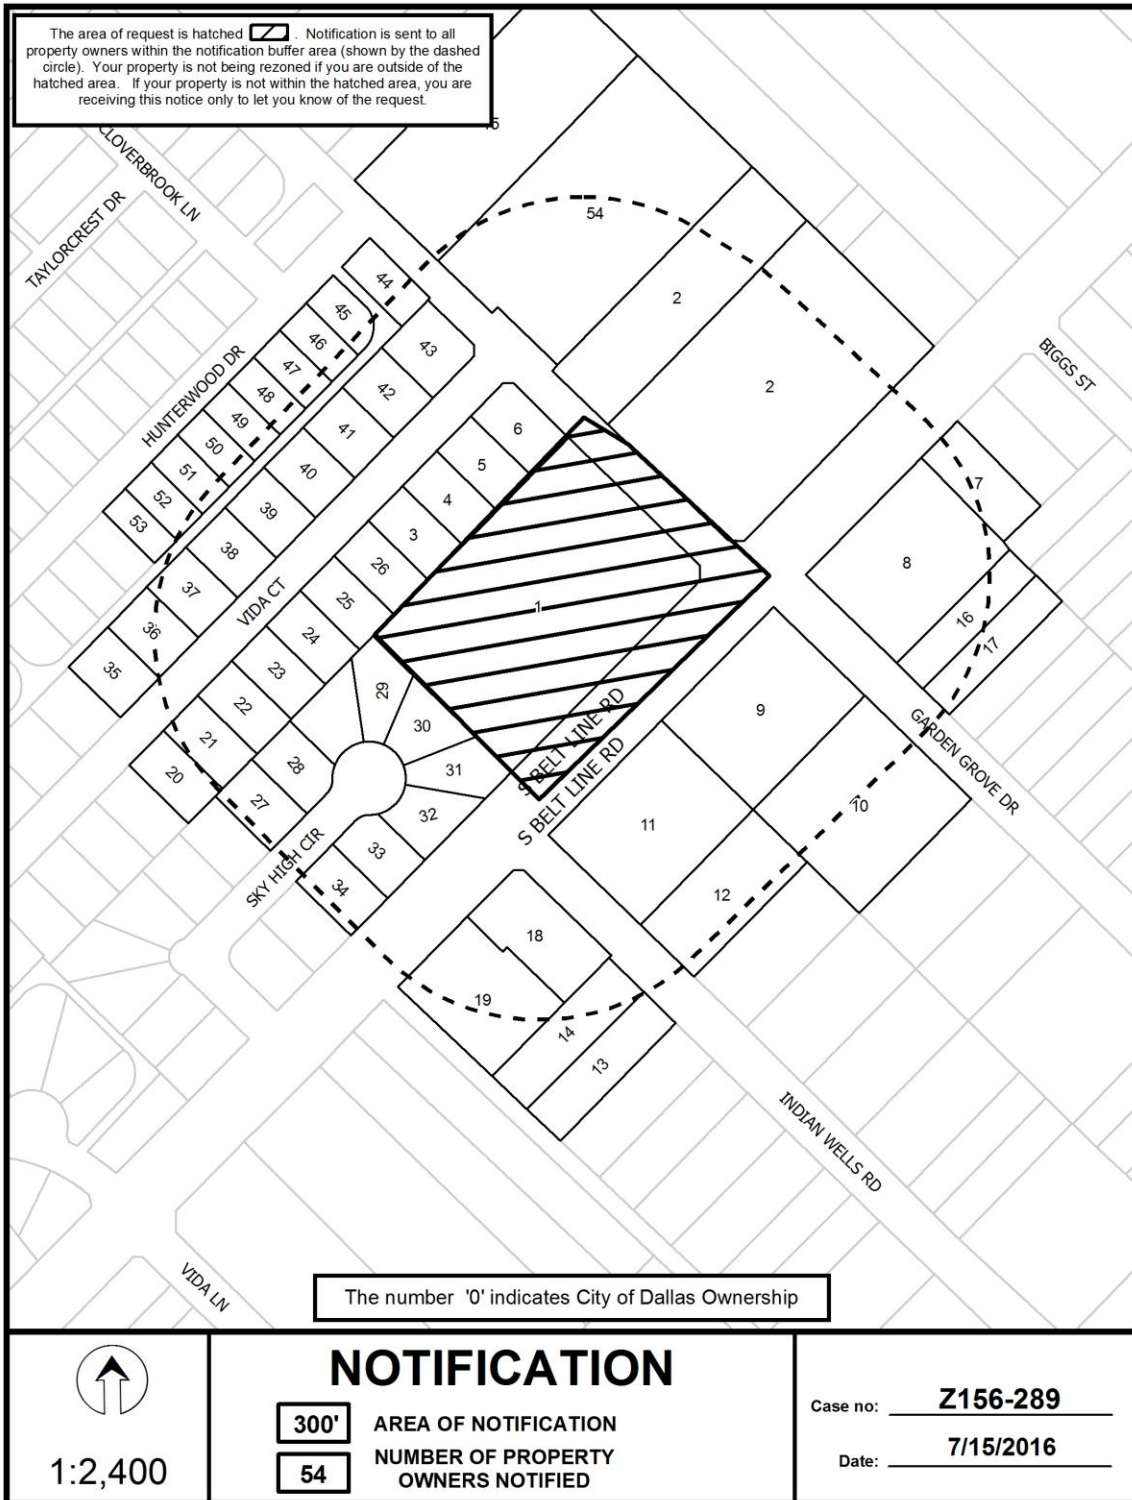 The area of request is hatched . Notification is sent to all
property owners within the notification buffer area (shown by the dashed
circle). Your property is not being rezoned if you are outside of the
hatched area. If your property is not within the hatched area, you are
receiving this notice only to let you know of the request.
CLOVERBROOK LN
TAYLORCREST DR
54
44
2
45
46
43
BIGGS ST
HUNTERWOOD DR
47
42
2
48
49
41
6
50
40
5
51
4
7
52
39
3
53
38
26
8
37
VIDA CT
25
1
16
36
24
17
35
23
29
22
30
9
GARDEN GROVE DR
21
28
31
S BELT LINE RD
20
27
32
S BELT LINE RD
10
33
11
SKY HIGH CIR
34
12
18
19
14
13
INDIAN WELLS RD
VIDA LN
The number '0' indicates City of Dallas Ownership
1:2,400
NOTIFICATION
300' AREA OF NOTIFICATION
54 NUMBER OF PROPERTY
OWNERS NOTIFIED
Case no: Z156-289
Date: 7/15/2016